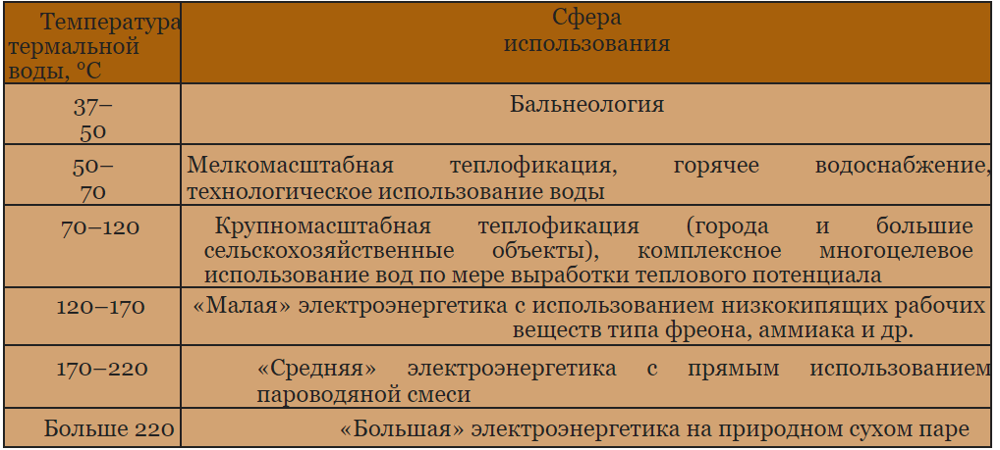 Температура
термальной
воды, °С
Сфера
использования
37–
50
Бальнеология
50–
70
Мелкомасштабная теплофикация, горячее водоснабжение,
технологическое использование воды
70–120
Крупномасштабная теплофикация (города и большие
сельскохозяйственные объекты), комплексное многоцелевое
использование вод по мере выработки теплового потенциала
120–170
«Малая» электроэнергетика с использованием низкокипящих рабочих
веществ типа фреона, аммиака и др.
170–220
«Средняя» электроэнергетика с прямым использованием
пароводяной смеси
Больше 220
«Большая» электроэнергетика на природном сухом паре